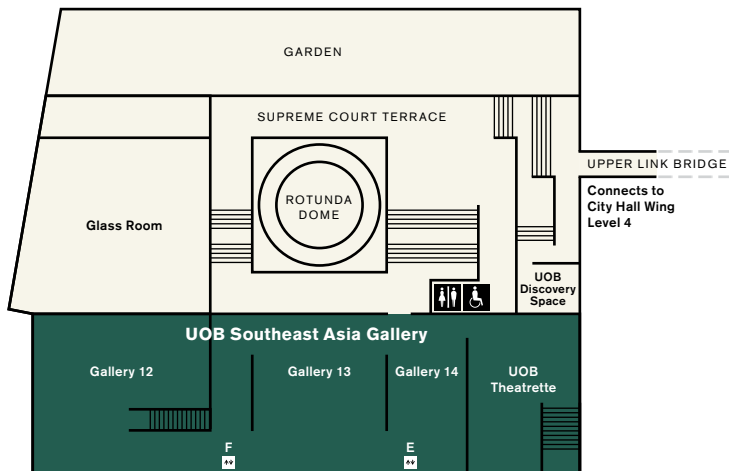 GARDEN
SUPREME COURT TERRACE
UPPER LINK BRIDGE
Connects to
City Hall Wing
Level 4
ROTUNDA
DOME
Glass Room
UOB
Discovery
Space
UOB Southeast Asia Gallery
Gallery 12
Gallery 13
Gallery 14
UOB
Theatrette
F
E